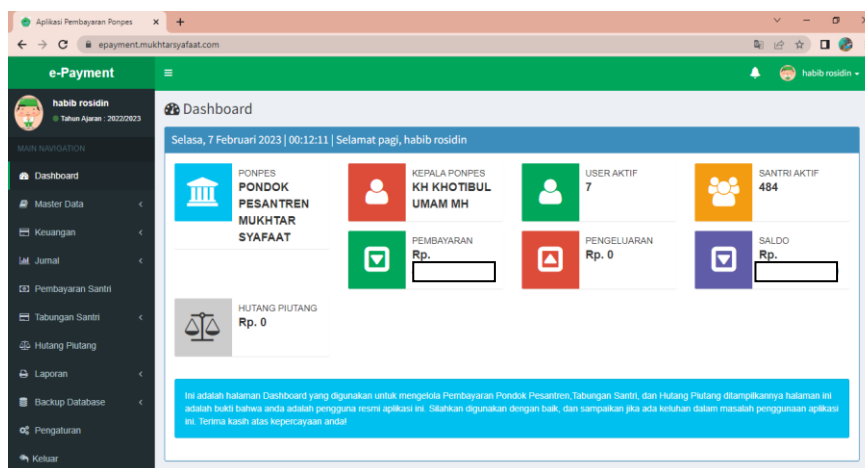 Aplikasi Pembayaran Ponpes
epayment.mukhtarsyafaat.com
e-Payment
habib rosidin
habib rosidin
Tahun Ajaran : 2022/2023
MAIN NAVIGATION
Dashboard
Master Data
Keuangan
Jurnal
Pembayaran Santri
Tabungan Santri
Hutang Piutang
Laporan
Backup Database
Pengaturan
Keluar
Dashboard
Selasa, 7 Februari 2023 | 00:12:11 | Selamat pagi, habib rosidin
PONPES
PONDOK
PESANTREN
MUKHTAR
SYAFAAT
KEPALA PONPES
KH KHOTIBUL
UMAM MH
USER AKTIF
7
SANTRI AKTIF
484
PEMBAYARAN
Rp.
PENGELUARAN
Rp. 0
SALDO
Rp.
HUTANG PIUTANG
Rp. 0
Ini adalah halaman Dashboard yang digunakan untuk mengelola Pembayaran Pondok Pesantren,Tabungan Santri, dan Hutang Piutang ditampilkannya halaman ini
adalah bukti bahwa anda adalah pengguna resmi aplikasi ini. Silahkan digunakan dengan baik, dan sampaikan jika ada keluhan dalam masalah penggunaan aplikasi
ini. Terima kasih atas kepercayaan anda!